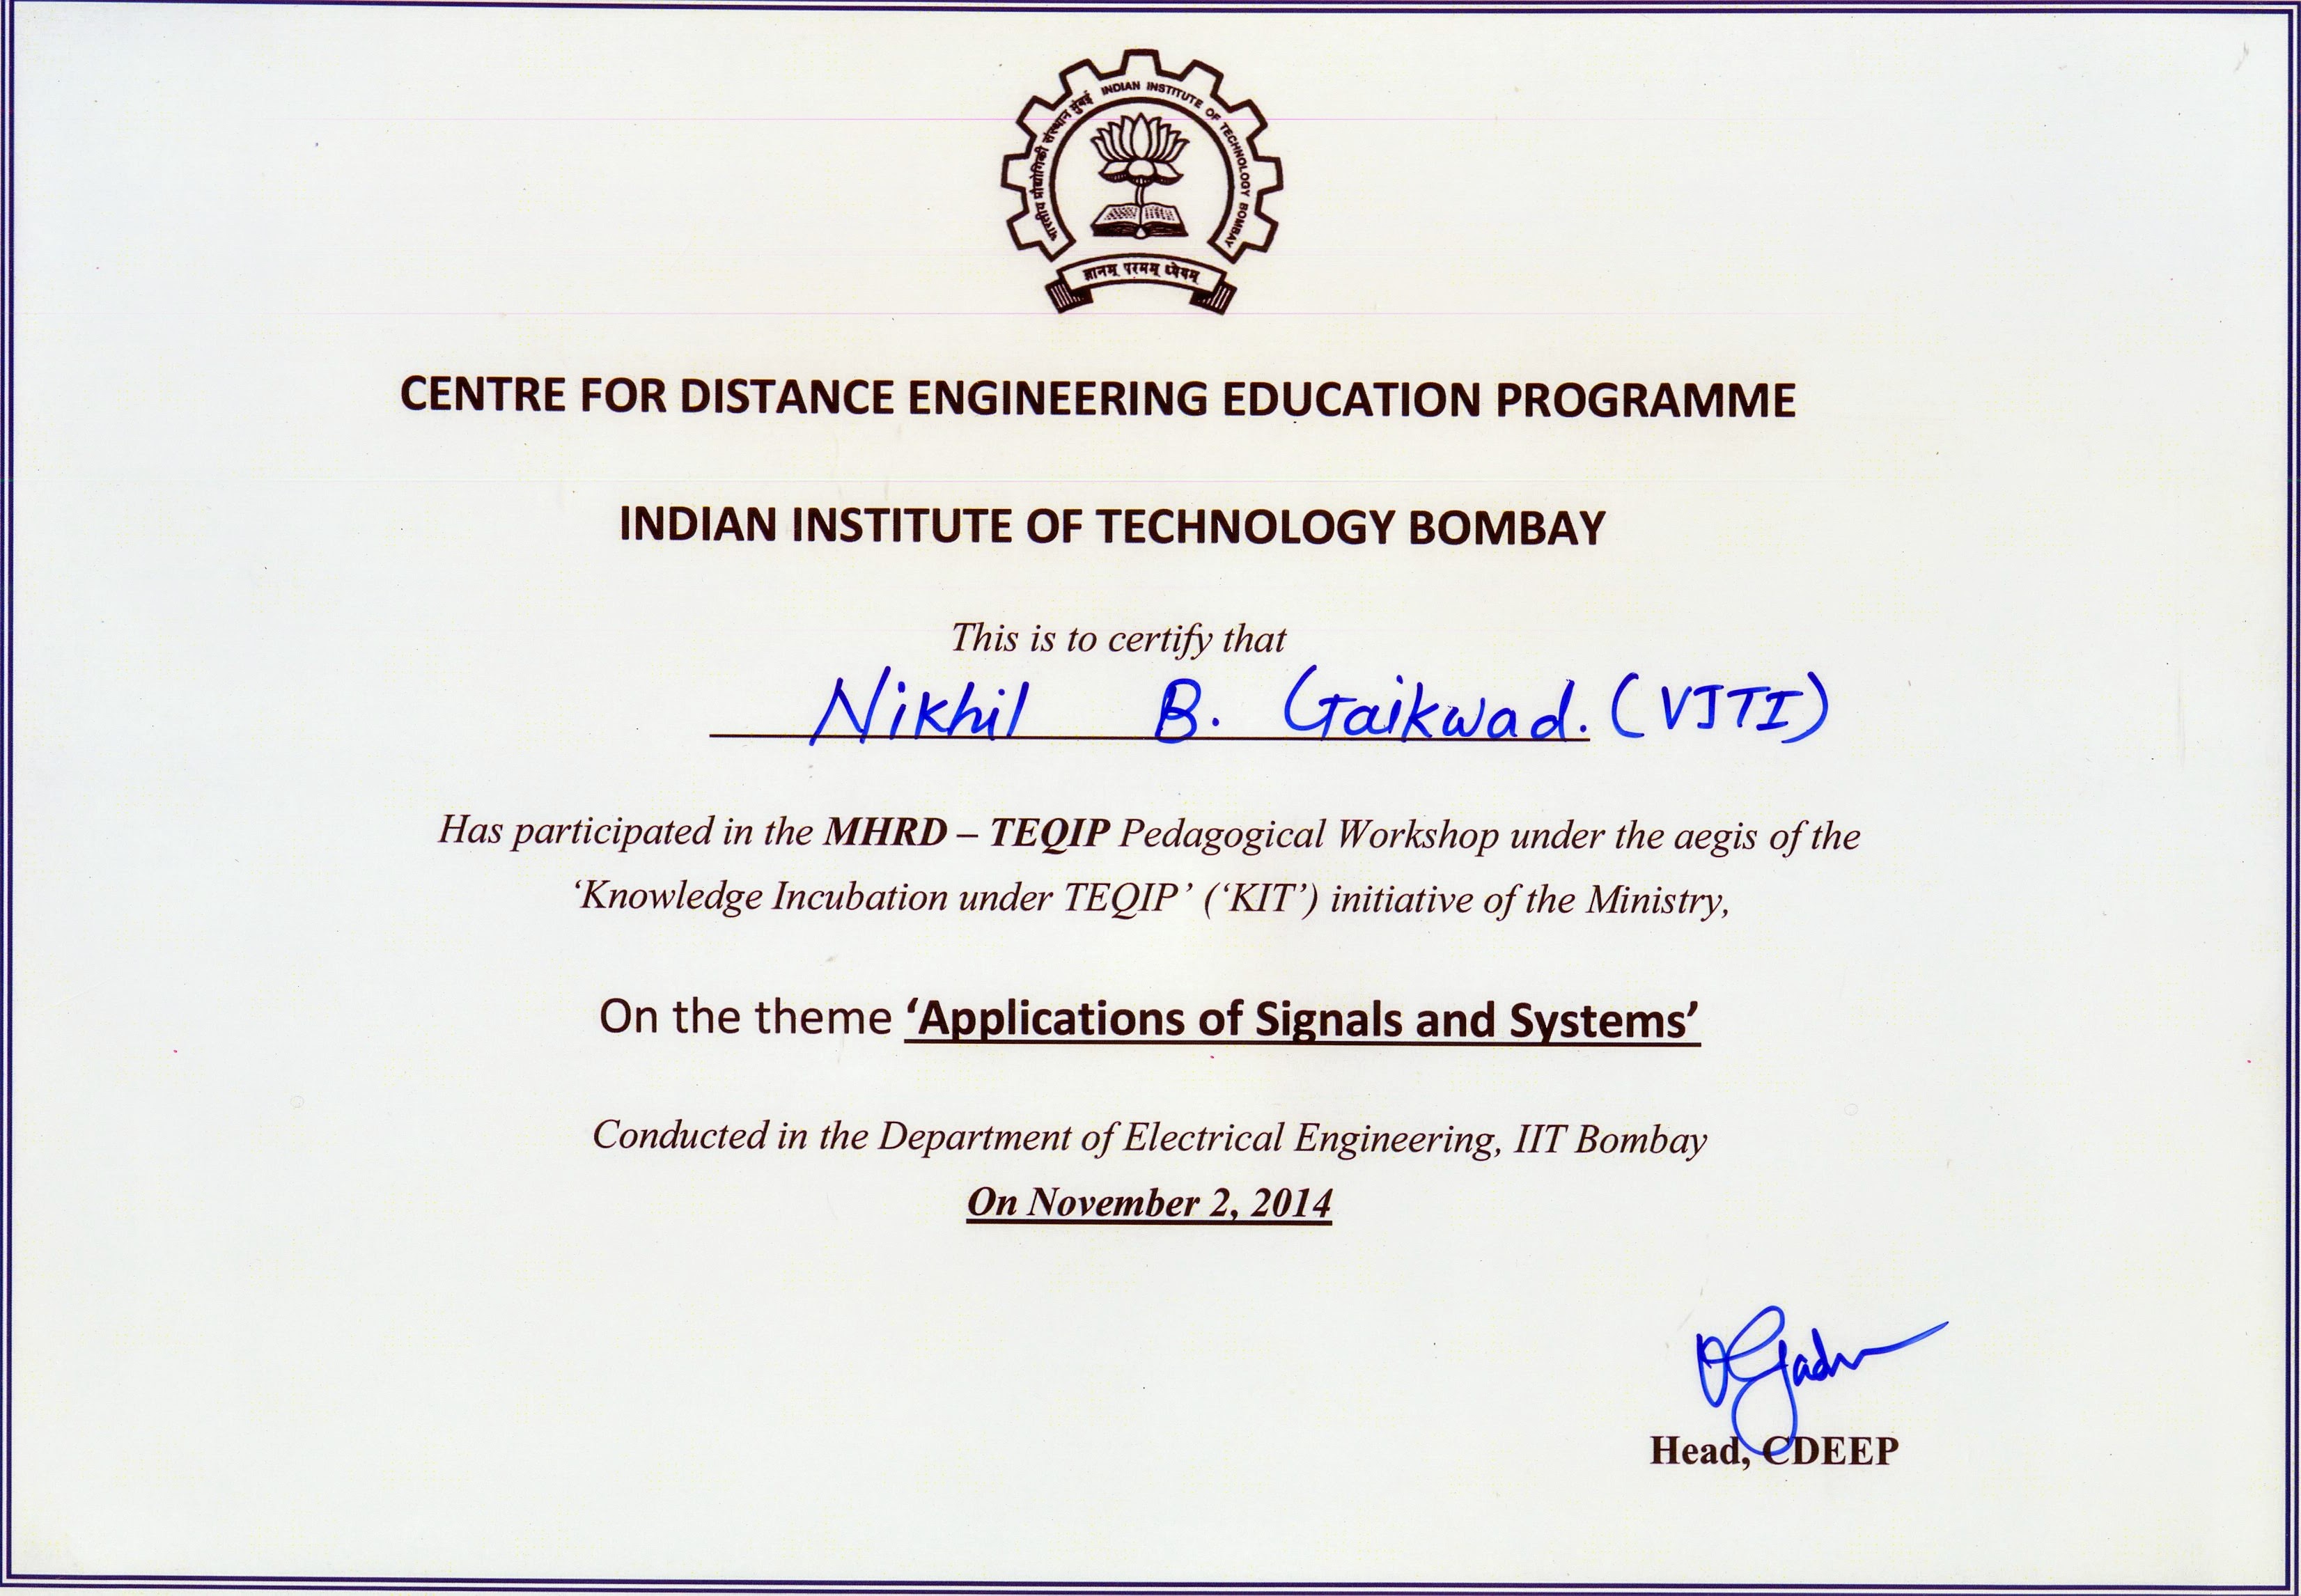 भारतीय प्रौद्योगिकी संस्थान मुंबई INDIAN INSTITUTE OF TECHNOLOGY BOMBAY
ज्ञानम् परमम् ध्येयम्
CENTRE FOR DISTANCE ENGINEERING EDUCATION PROGRAMME
INDIAN INSTITUTE OF TECHNOLOGY BOMBAY
This is to certify that
Nikhil B. Gaikwad. (VJTI)
Has participated in the MHRD – TEQIP Pedagogical Workshop under the aegis of the
‘Knowledge Incubation under TEQIP’ (‘KIT’) initiative of the Ministry,
On the theme ‘Applications of Signals and Systems’
Conducted in the Department of Electrical Engineering, IIT Bombay
On November 2, 2014
Head, CDEEP